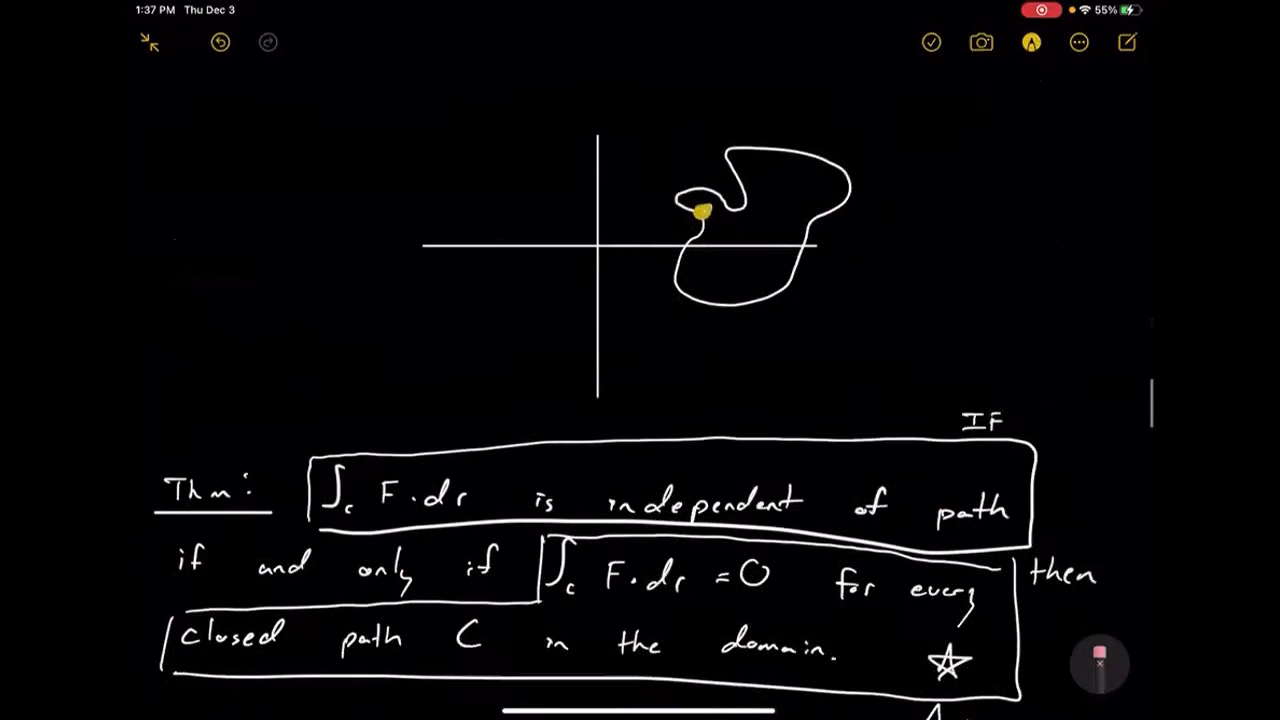 1:37 PM Thu Dec 3
55%
IF
Thm: ∫c F·dr is independent of path
if and only if ∫c F·dr = 0 for every then
closed path C in the domain.